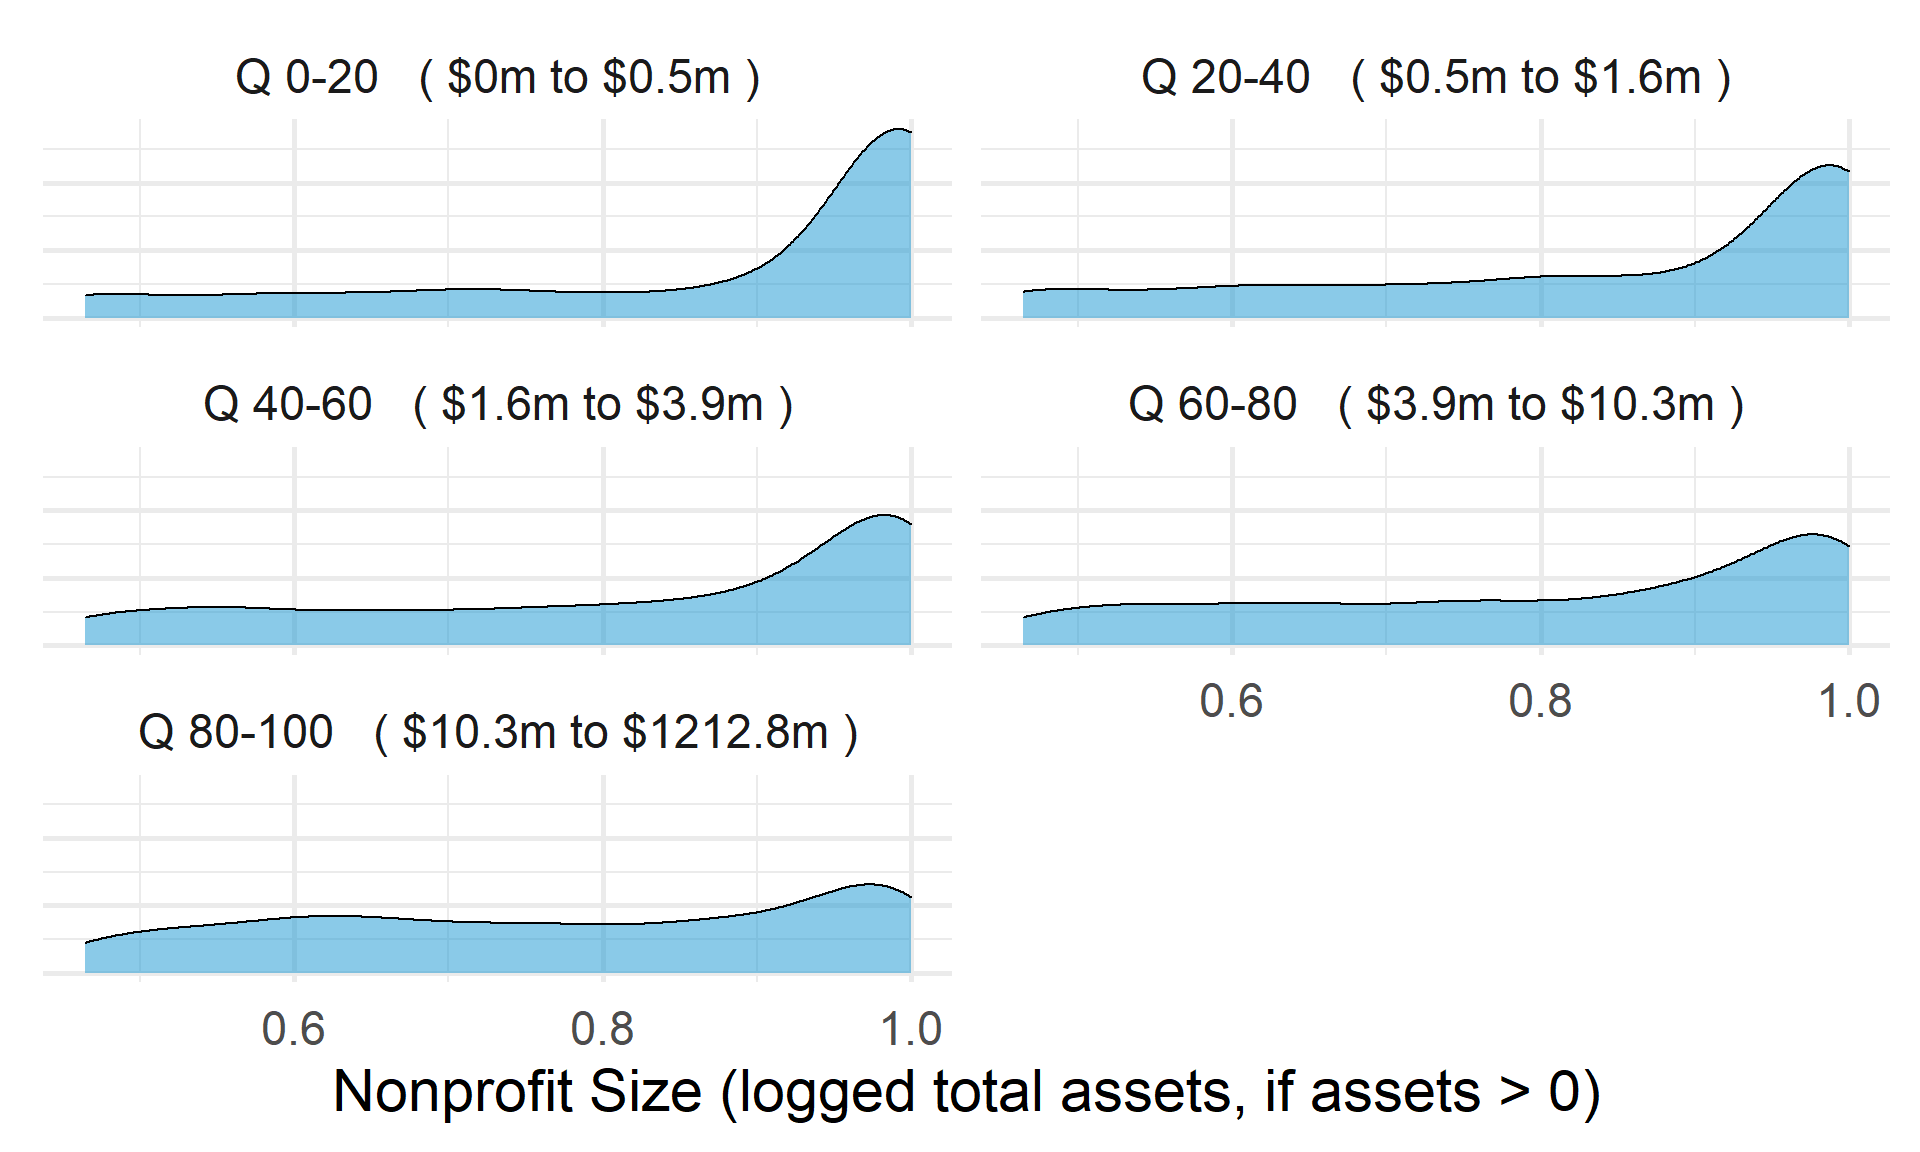 Q 0-20 ( $0m to $0.5m )
Q 20-40 ( $0.5m to $1.6m )
Q 40-60 ( $1.6m to $3.9m )
Q 60-80 ( $3.9m to $10.3m )
0.6 0.8 1.0
Q 80-100 ( $10.3m to $1212.8m )
0.6 0.8 1.0
Nonprofit Size (logged total assets, if assets > 0)